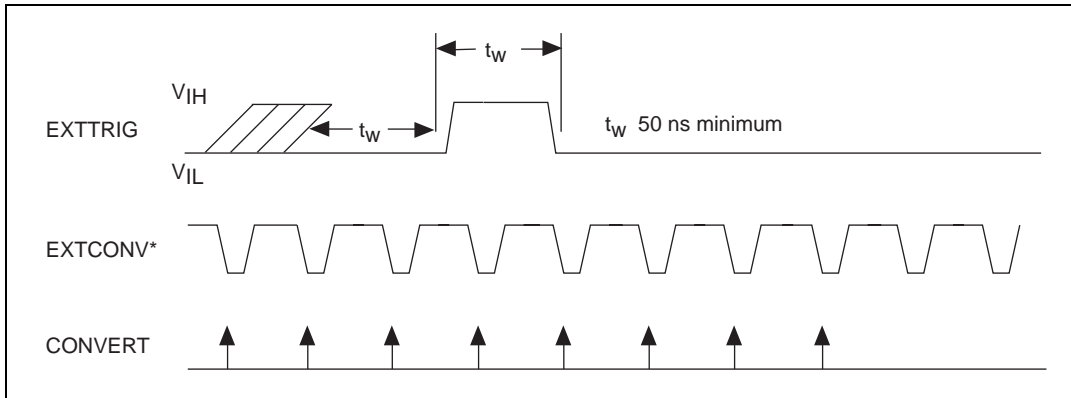 tw
VIH
EXTTRIG
tw
tw 50 ns minimum
VIL
EXTCONV*
CONVERT